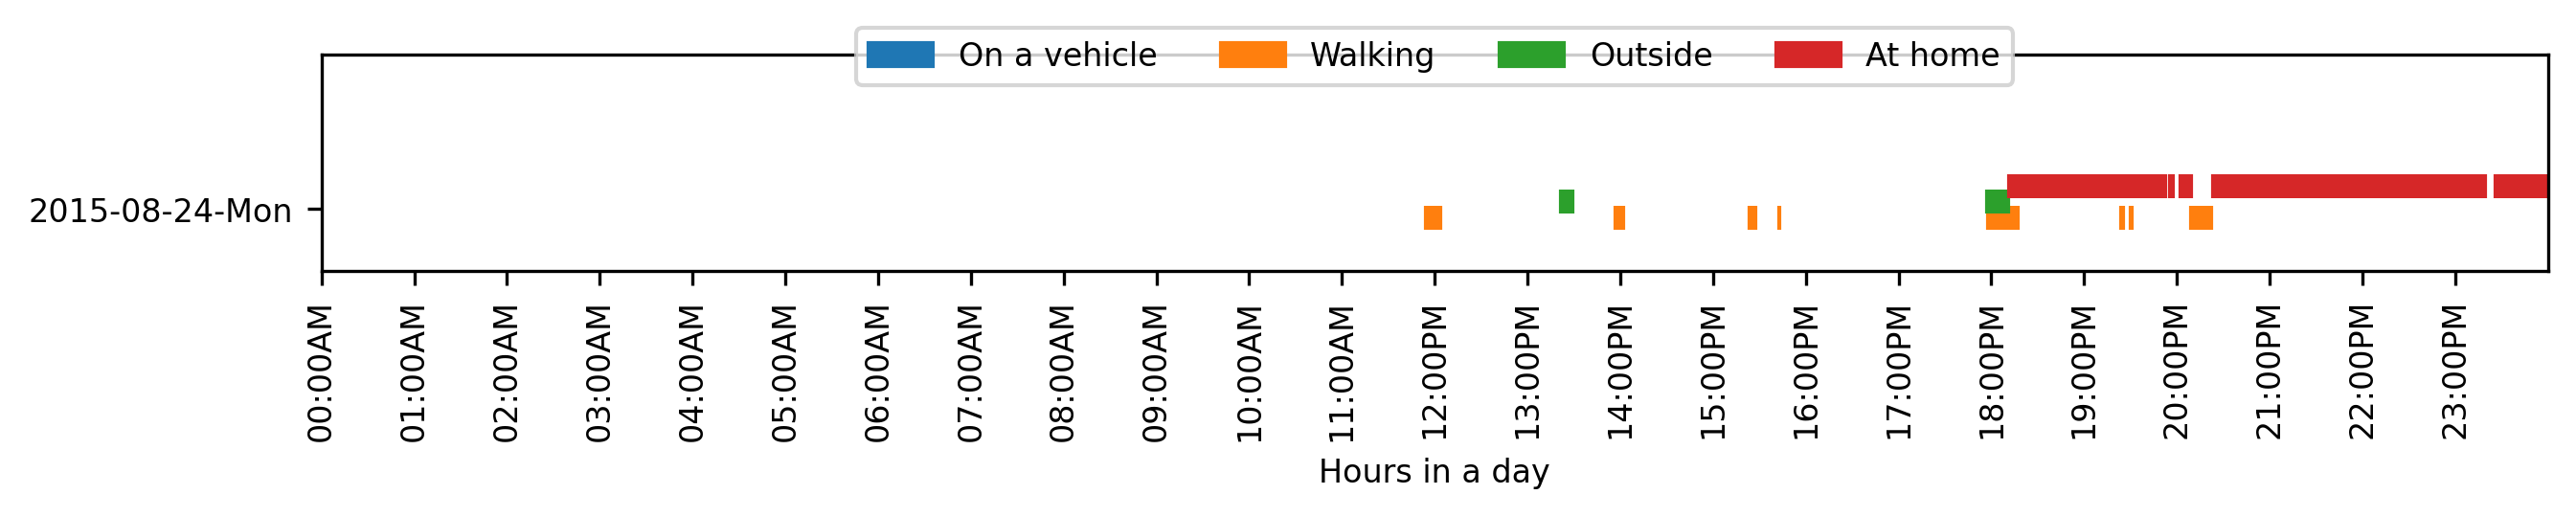 On a vehicle Walking Outside At home
2015-08-24-Mon
00:00AM
01:00AM
02:00AM
03:00AM
04:00AM
05:00AM
06:00AM
07:00AM
08:00AM
09:00AM
10:00AM
11:00AM
12:00PM
13:00PM
14:00PM
15:00PM
16:00PM
17:00PM
18:00PM
19:00PM
20:00PM
21:00PM
22:00PM
23:00PM
Hours in a day